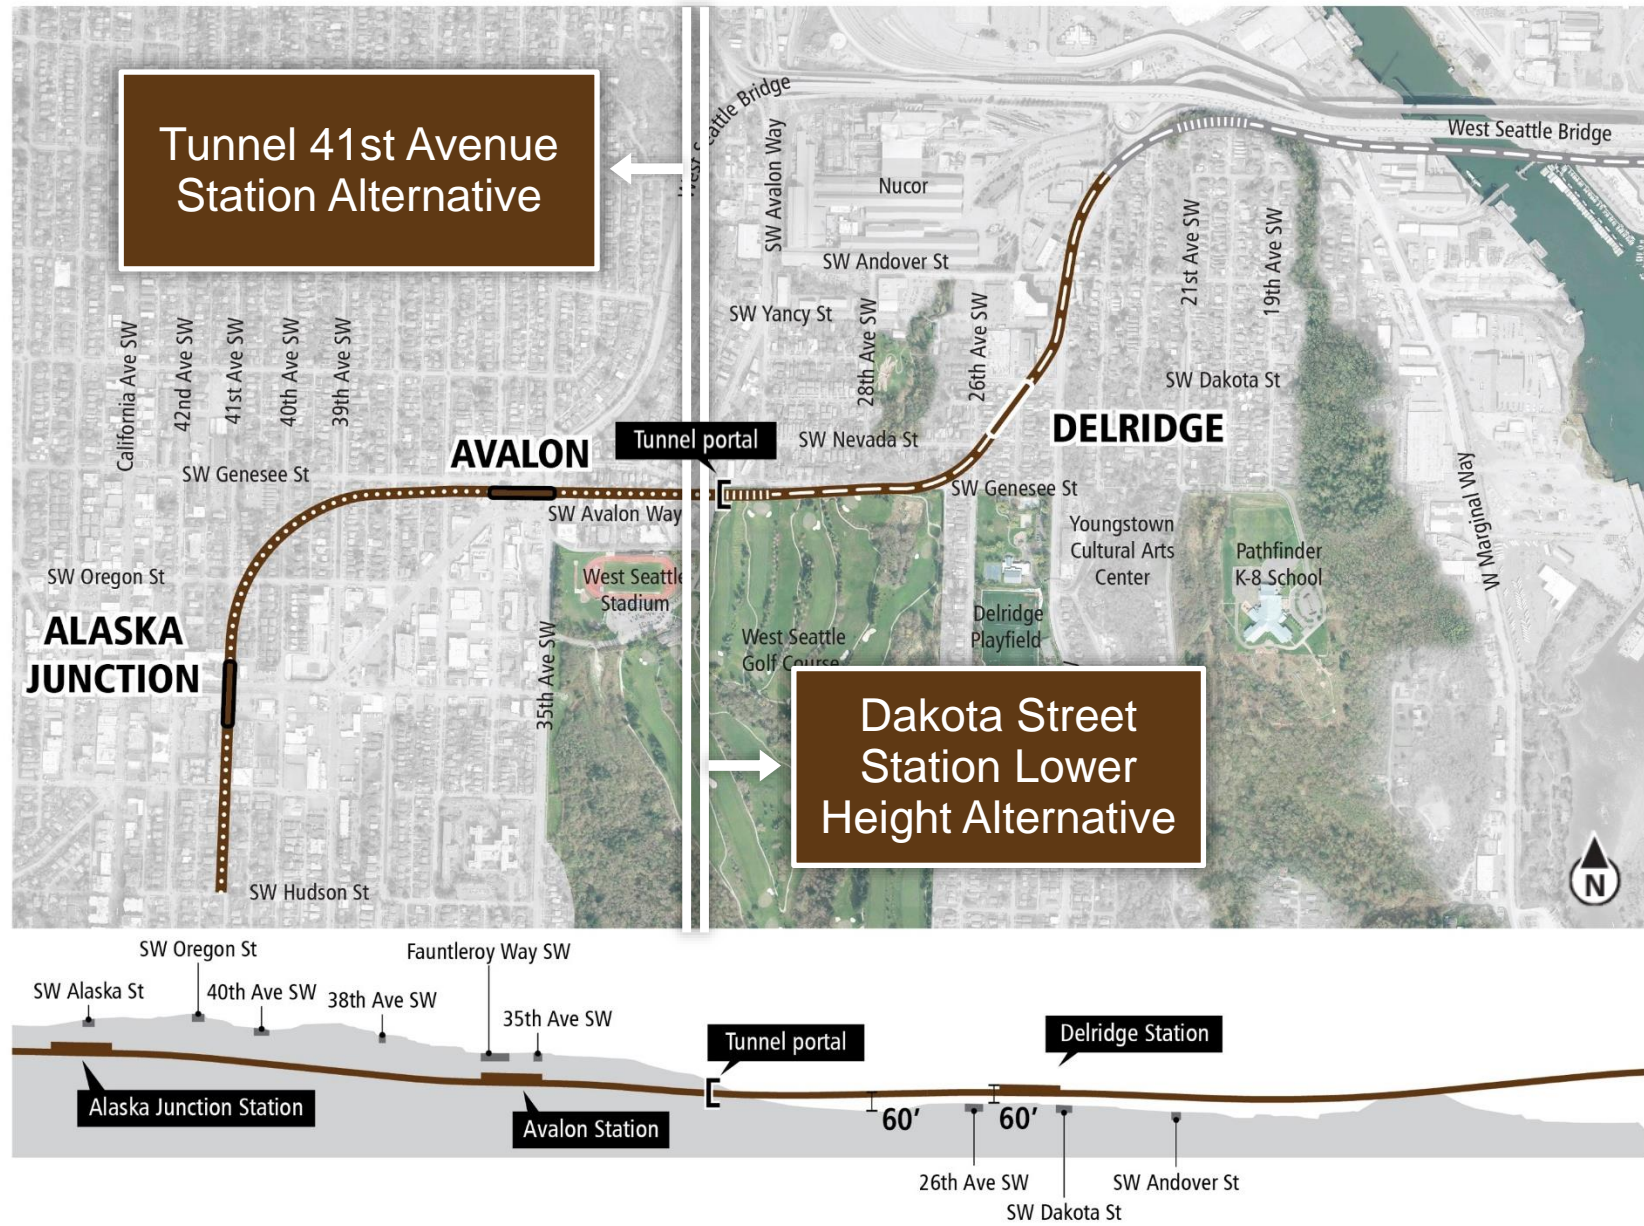 Tunnel 41st Avenue
Station Alternative
West Seattle Bridge
West Seattle Bridge
SW Avalon Way
Nucor
SW Andover St
SW Yancy St
28th Ave SW
26th Ave SW
21st Ave SW
19th Ave SW
SW Dakota St
California Ave SW
42nd Ave SW
41st Ave SW
40th Ave SW
39th Ave SW
SW Genesee St
AVALON
Tunnel portal
SW Nevada St
DELRIDGE
SW Avalon Way
SW Genesee St
W Marginal Way
Youngstown
Cultural Arts
Center
Pathfinder
K-8 School
SW Oregon St
ALASKA
JUNCTION
West Seattle
Stadium
35th Ave SW
West Seattle
Golf Course
Delridge
Playfield
Dakota Street
Station Lower
Height Alternative
SW Hudson St
N
SW Oregon St
Fauntleroy Way SW
SW Alaska St
40th Ave SW
38th Ave SW
35th Ave SW
Tunnel portal
Delridge Station
Alaska Junction Station
Avalon Station
60’
60’
26th Ave SW
SW Andover St
SW Dakota St